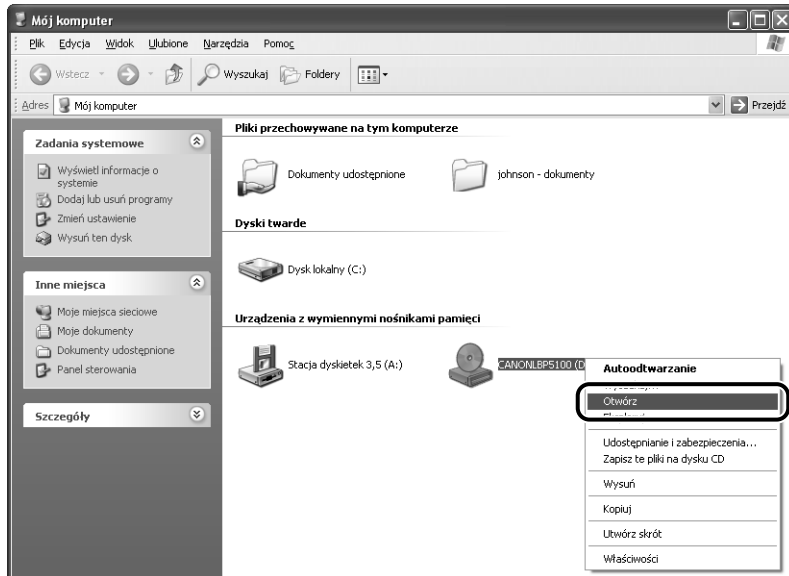 Mój komputer
Plik Edycja Widok Ulubione Narzędzia Pomoc
Wstecz Wyszukaj Foldery
Adres Mój komputer Przejdź
Zadania systemowe
Wyświetl informacje o
systemie
Dodaj lub usuń programy
Zmień ustawienie
Wysuń ten dysk
Inne miejsca
Moje miejsca sieciowe
Moje dokumenty
Dokumenty udostępnione
Panel sterowania
Szczegóły
Pliki przechowywane na tym komputerze
Dokumenty udostępnione johnson - dokumenty
Dyski twarde
Dysk lokalny (C:)
Urządzenia z wymiennymi nośnikami pamięci
Stacja dyskietek 3,5 (A:) CANONLBP5100 (D
Autoodtwarzanie
Otwórz
Udostępnianie i zabezpieczenia...
Zapisz te pliki na dysku CD
Wysuń
Kopiuj
Utwórz skrót
Właściwości